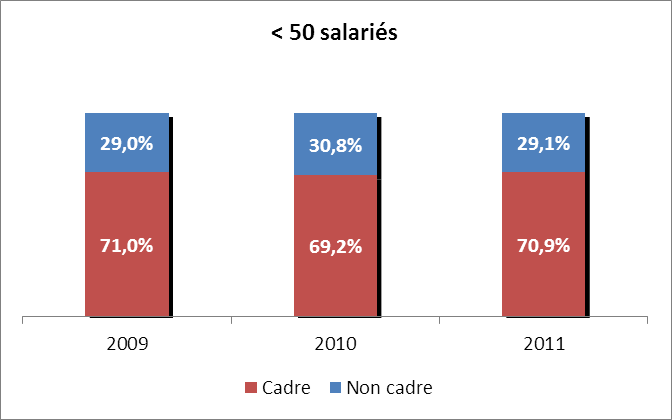 < 50 salariés
29,0% 30,8% 29,1%
71,0% 69,2% 70,9%
2009 2010 2011
Cadre Non cadre